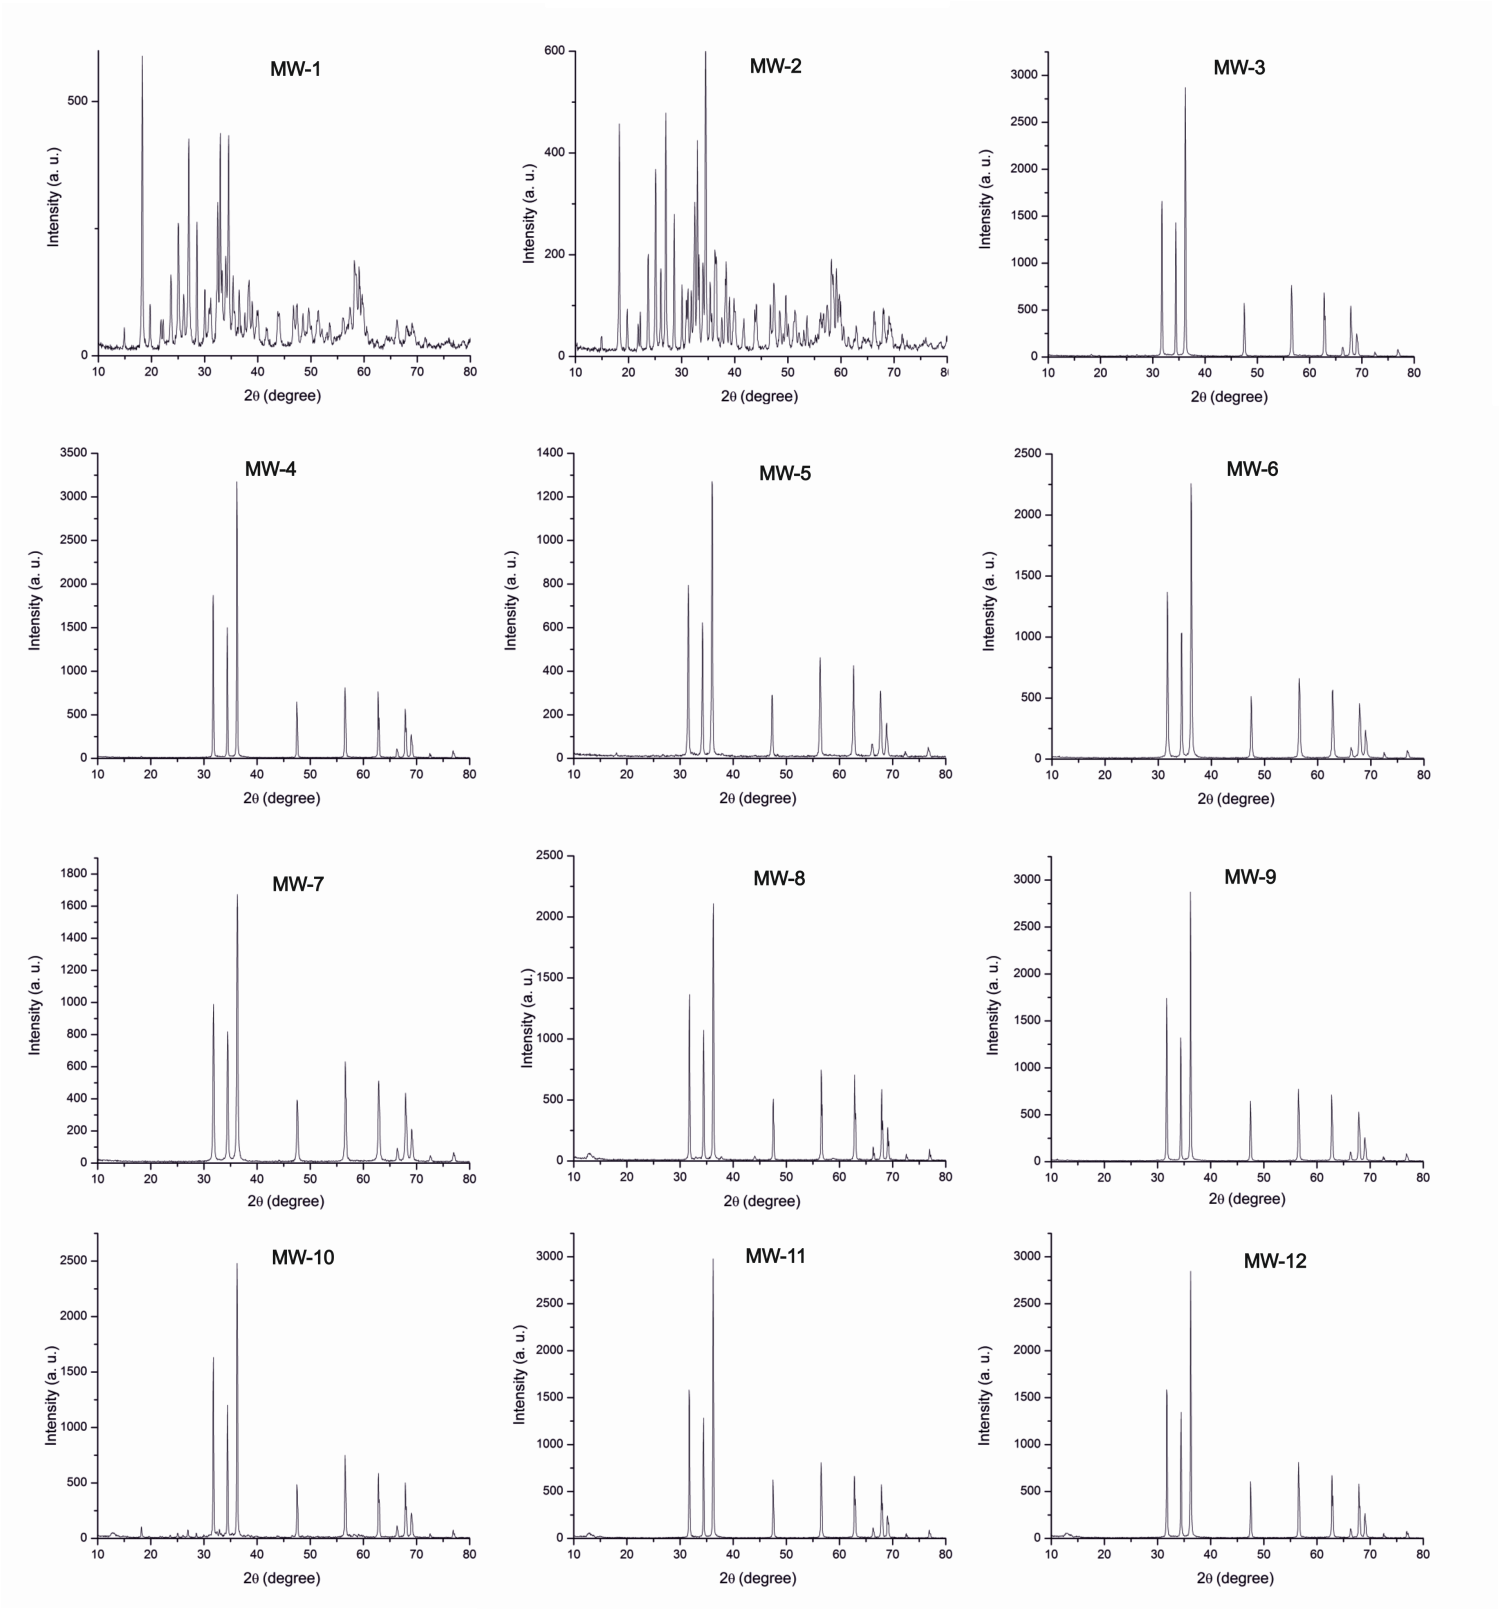 MW-1
Intensity (a. u.)
500
0
10 20 30 40 50 60 70 80
2θ (degree)
MW-2
Intensity (a. u.)
600
400
200
0
10 20 30 40 50 60 70
2θ (degree)
MW-3
Intensity (a. u.)
3000
2500
2000
1500
1000
500
0
10 20 30 40 50 60 70 80
2θ (degree)
MW-4
Intensity (a. u.)
3500
3000
2500
2000
1500
1000
500
0
10 20 30 40 50 60 70 80
2θ (degree)
MW-5
Intensity (a. u.)
1400
1200
1000
800
600
400
200
0
10 20 30 40 50 60 70 80
2θ (degree)
MW-6
Intensity (a. u.)
2500
2000
1500
1000
500
0
10 20 30 40 50 60 70 80
2θ (degree)
MW-7
Intensity (a. u.)
1800
1600
1400
1200
1000
800
600
400
200
0
10 20 30 40 50 60 70 80
2θ (degree)
MW-8
Intensity (a. u.)
2500
2000
1500
1000
500
0
10 20 30 40 50 60 70 80
2θ (degree)
MW-9
Intensity (a. u.)
3000
2500
2000
1500
1000
500
0
10 20 30 40 50 60 70 80
2θ (degree)
MW-10
Intensity (a. u.)
2500
2000
1500
1000
500
0
10 20 30 40 50 60 70 80
2θ (degree)
MW-11
Intensity (a. u.)
3000
2500
2000
1500
1000
500
0
10 20 30 40 50 60 70 80
2θ (degree)
MW-12
Intensity (a. u.)
3000
2500
2000
1500
1000
500
0
10 20 30 40 50 60 70 80
2θ (degree)